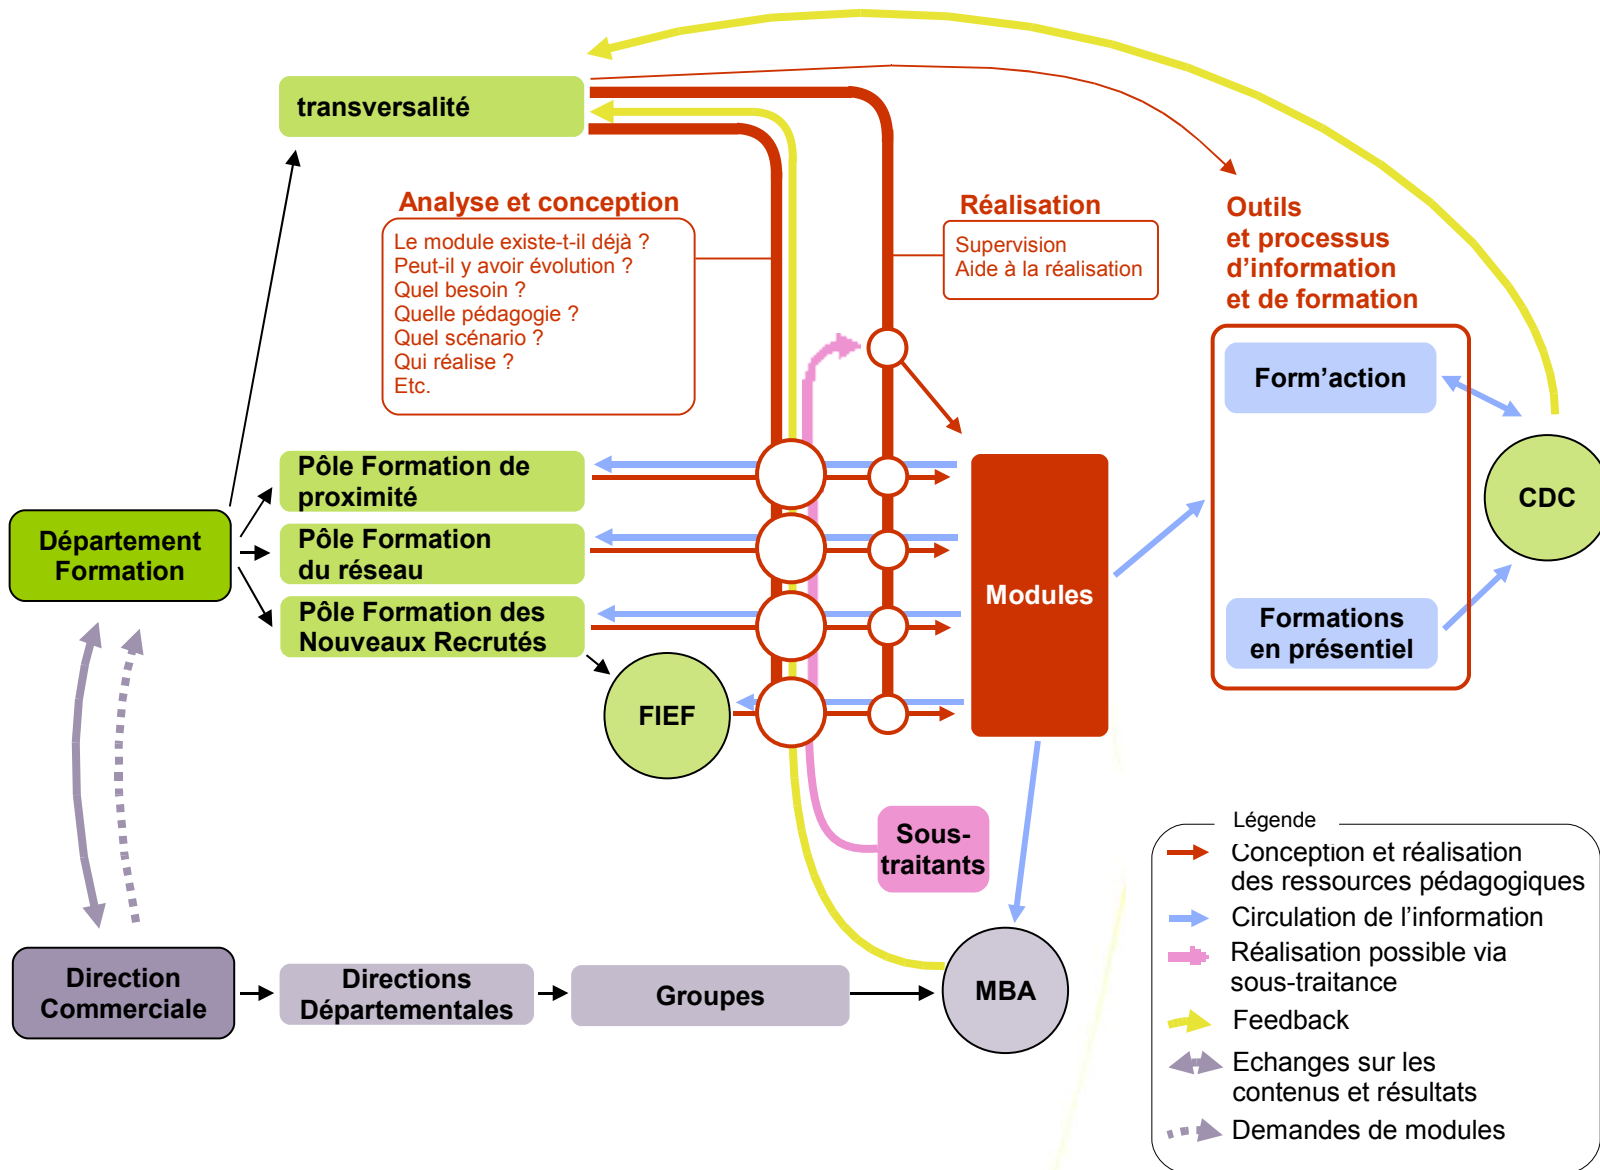 transversalité
Analyse et conception
Le module existe-t-il déjà ?
Peut-il y avoir évolution ?
Quel besoin ?
Quelle pédagogie ?
Quel scénario ?
Qui réalise ?
Etc.
Réalisation
Supervision
Aide à la réalisation
Outils
et processus
d’information
et de formation
Form’action
Formations
en présentiel
CDC
Pôle Formation de
proximité
Pôle Formation
du réseau
Pôle Formation des
Nouveaux Recrutés
Département
Formation
FIEF
Modules
Sous-
traitants
Direction
Commerciale
Directions
Départementales
Groupes
MBA
Légende
Conception et réalisation
des ressources pédagogiques
Circulation de l’information
Réalisation possible via
sous-traitance
Feedback
Echanges sur les
contenus et résultats
Demandes de modules